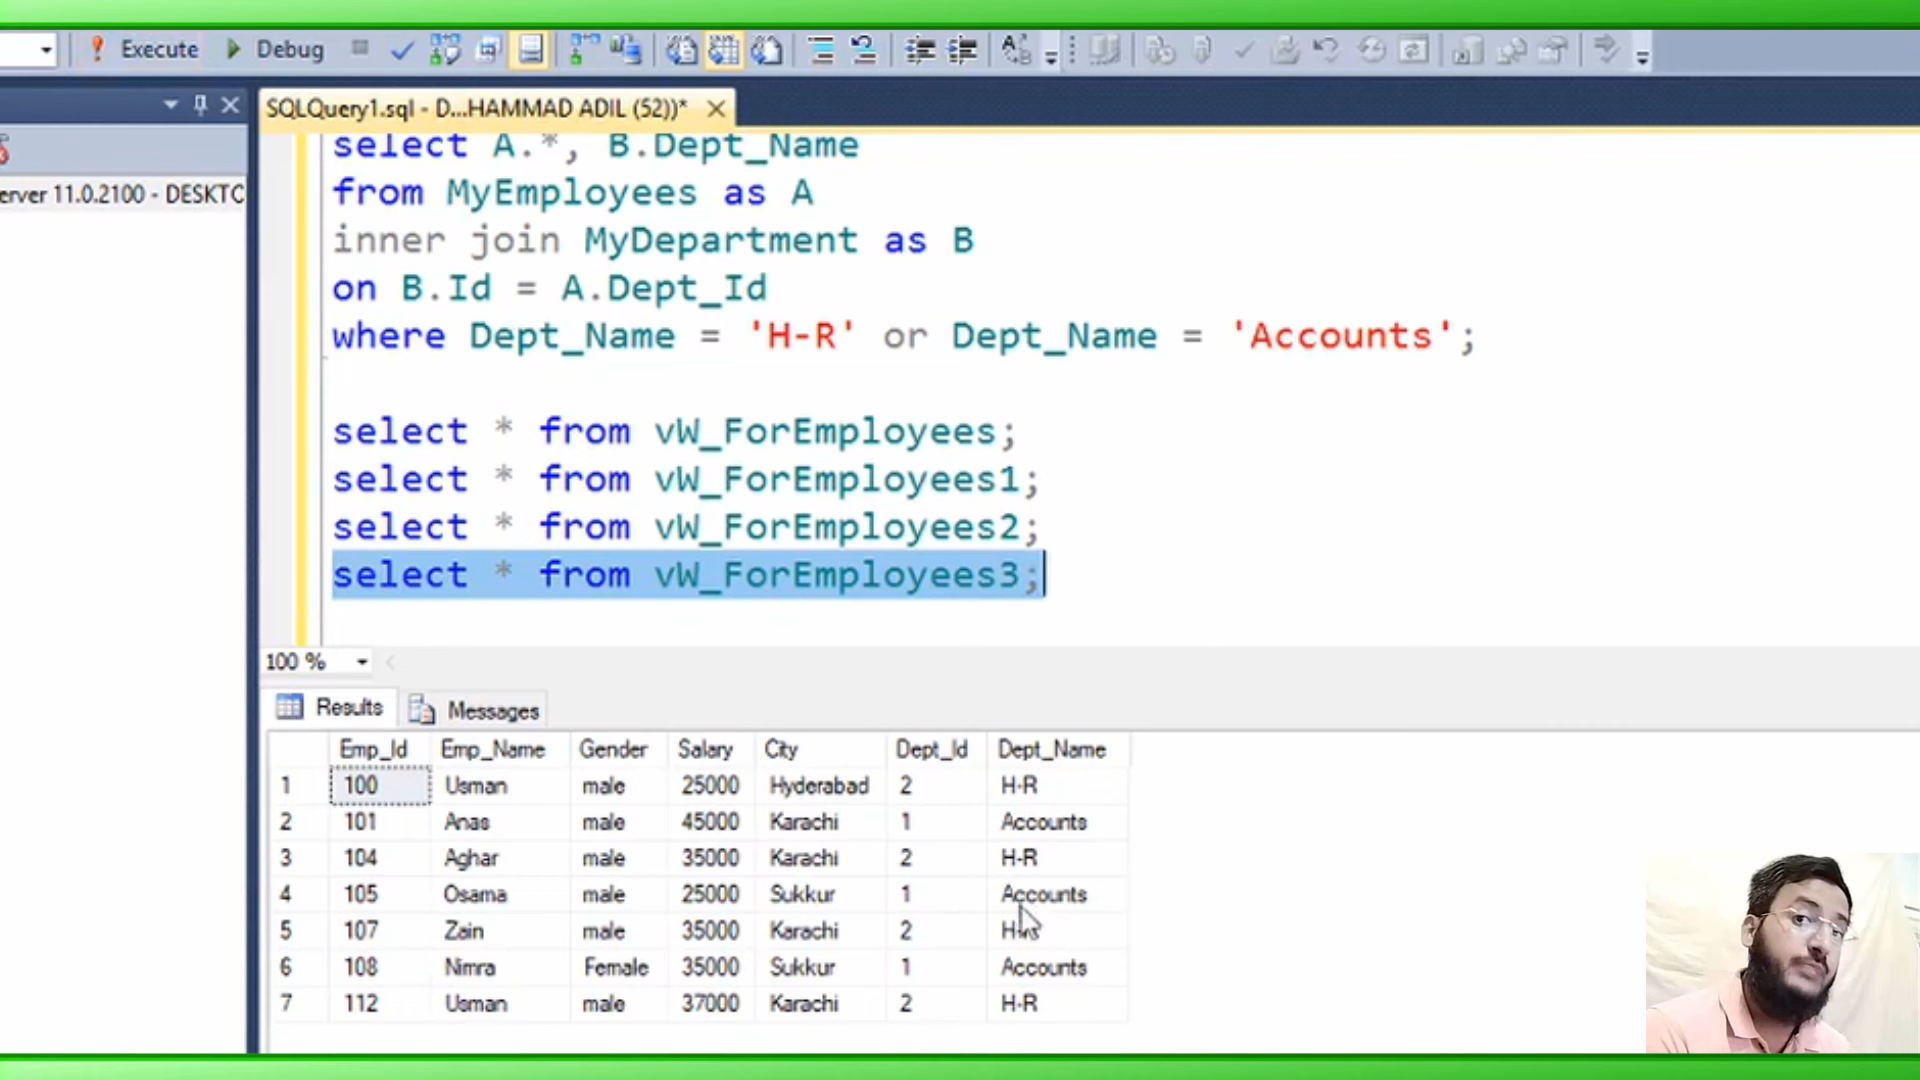 Execute Debug
SQLQuery1.sql - D...HAMMAD ADIL (52))*
erver 11.0.2100 - DESKTC
select A.*, B.Dept_Name
from MyEmployees as A
inner join MyDepartment as B
on B.Id = A.Dept_Id
where Dept_Name = 'H-R' or Dept_Name = 'Accounts';
select * from vW_ForEmployees;
select * from vW_ForEmployees1;
select * from vW_ForEmployees2;
select * from vW_ForEmployees3;
100 %
Results Messages
Emp_Id Emp_Name Gender Salary City Dept_Id Dept_Name
1 100 Usman male 25000 Hyderabad 2 H-R
2 101 Anas male 45000 Karachi 1 Accounts
3 104 Aghar male 35000 Karachi 2 H-R
4 105 Osama male 25000 Sukkur 1 Accounts
5 107 Zain male 35000 Karachi 2 H-R
6 108 Nimra Female 35000 Sukkur 1 Accounts
7 112 Usman male 37000 Karachi 2 H-R